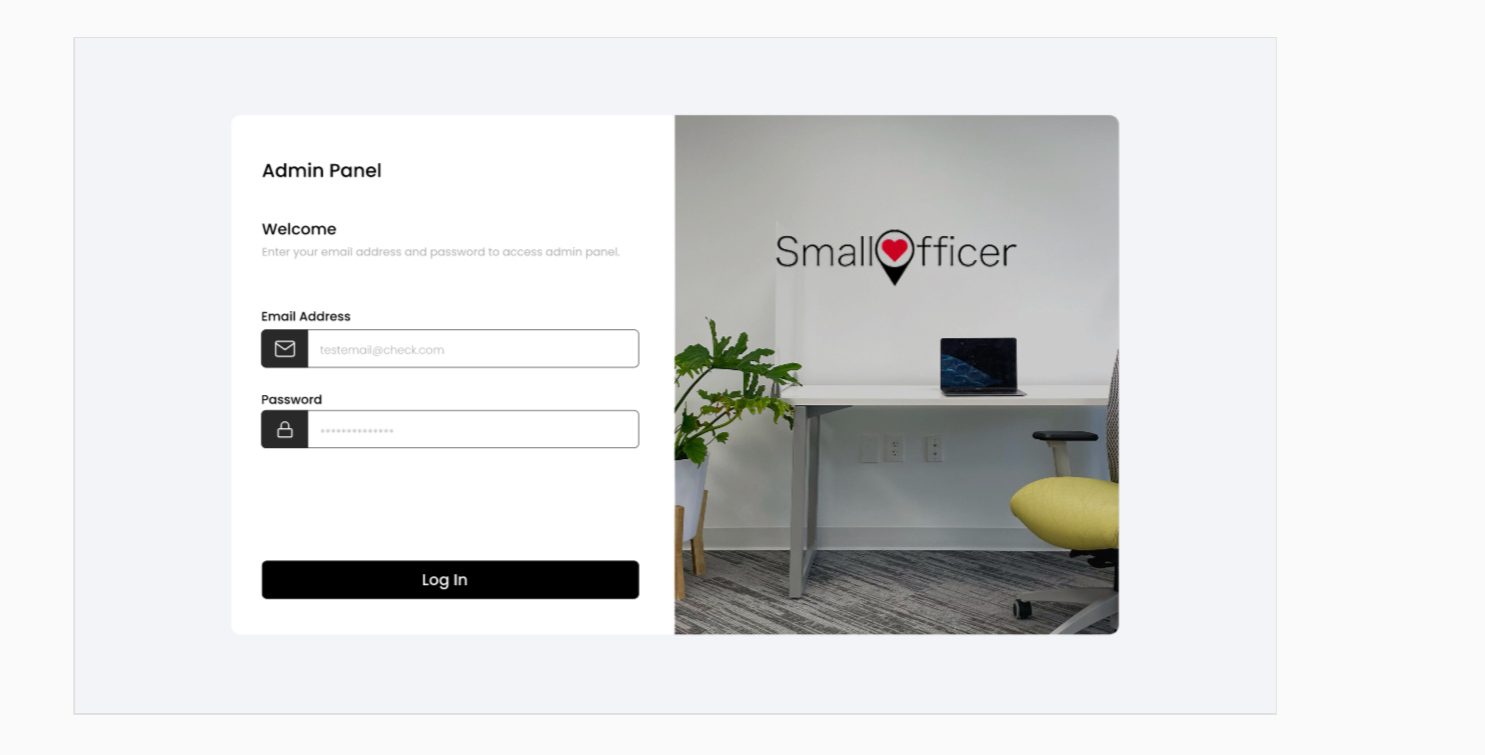 Admin Panel
Welcome
Enter your email address and password to access admin panel.
Email Address
testemail@check.com
Password
Log In
SmallOfficer